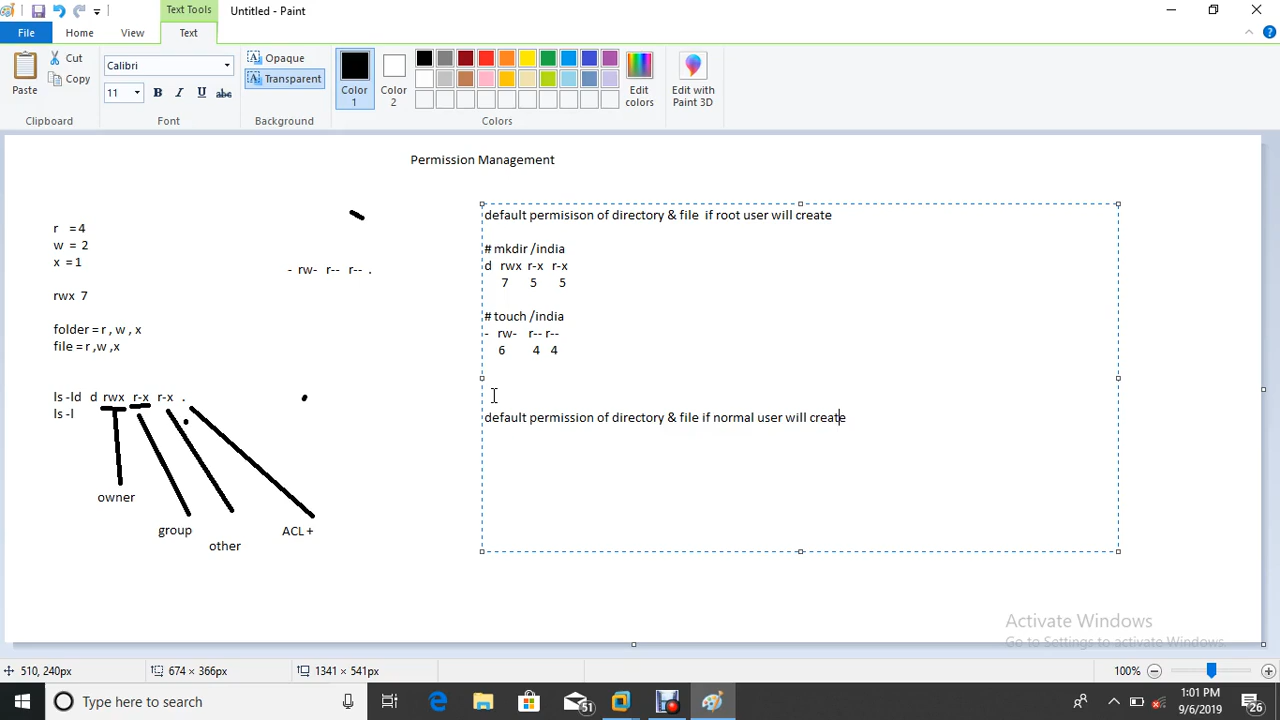 Text Tools
Untitled - Paint
File
Home
View
Text
Paste
Cut
Copy
Clipboard
Calibri
11
B I U abc
Font
Opaque
Transparent
Background
Color 1
Color 2
Edit colors
Colors
Edit with Paint 3D
Permission Management
r = 4
w = 2
x = 1
rwx 7
folder = r , w , x
file = r ,w ,x
ls -ld d rwx r-x r-x .
ls -l
owner
group
other
ACL +
- rw- r-- r-- .
default permisison of directory & file if root user will create
# mkdir /india
d rwx r-x r-x
7 5 5
# touch /india
- rw- r-- r--
6 4 4
default permission of directory & file if normal user will create
Activate Windows
Go to Settings to activate Windows.
510, 240px
674 × 366px
1341 × 541px
100%
Type here to search
51
1:01 PM
9/6/2019
26